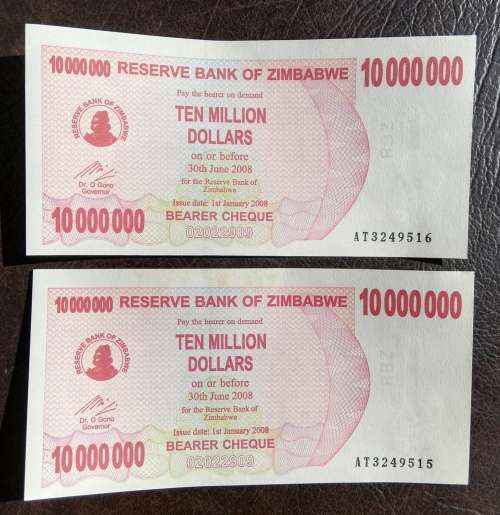 10 000 000 RESERVE BANK OF ZIMBABWE 10 000 000
Pay the bearer on demand
TEN MILLION
DOLLARS
on or before
30th June 2008
for the Reserve Bank of
Zimbabwe
RESERVE BANK OF ZIMBABWE
Dr. G Gono
Governor
Issue date: 1st January 2008
10 000 000 BEARER CHEQUE
02022909
RBZ
AT3249516
10 000 000 RESERVE BANK OF ZIMBABWE 10 000 000
Pay the bearer on demand
TEN MILLION
DOLLARS
on or before
30th June 2008
for the Reserve Bank of
Zimbabwe
RESERVE BANK OF ZIMBABWE
Dr. G Gono
Governor
Issue date: 1st January 2008
BEARER CHEQUE
10 000 000 02022909
RBZ
AT3249515